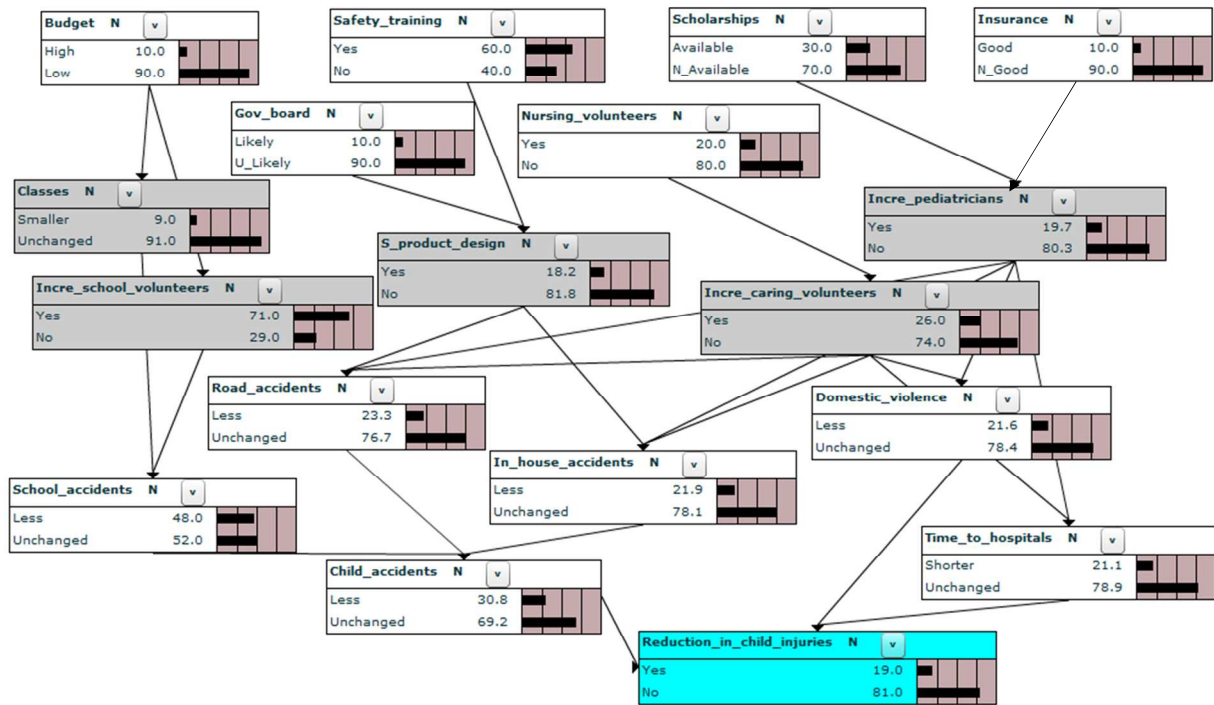 Budget N v
High 10.0
Low 90.0
Safety_training N v
Yes 60.0
No 40.0
Scholarships N v
Available 30.0
N_Available 70.0
Insurance N v
Good 10.0
N_Good 90.0
Gov_board N v
Likely 10.0
U_Likely 90.0
Nursing_volunteers N v
Yes 20.0
No 80.0
Classes N v
Smaller 9.0
Unchanged 91.0
Incre_pediatricians N v
Yes 19.7
No 80.3
S_product_design N v
Yes 18.2
No 81.8
Incre_school_volunteers N v
Yes 71.0
No 29.0
Incre_caring_volunteers N v
Yes 26.0
No 74.0
Road_accidents N v
Less 23.3
Unchanged 76.7
Domestic_violence N v
Less 21.6
Unchanged 78.4
In_house_accidents N v
Less 21.9
Unchanged 78.1
School_accidents N v
Less 48.0
Unchanged 52.0
Time_to_hospitals N v
Shorter 21.1
Unchanged 78.9
Child_accidents N v
Less 30.8
Unchanged 69.2
Reduction_in_child_injuries N v
Yes 19.0
No 81.0